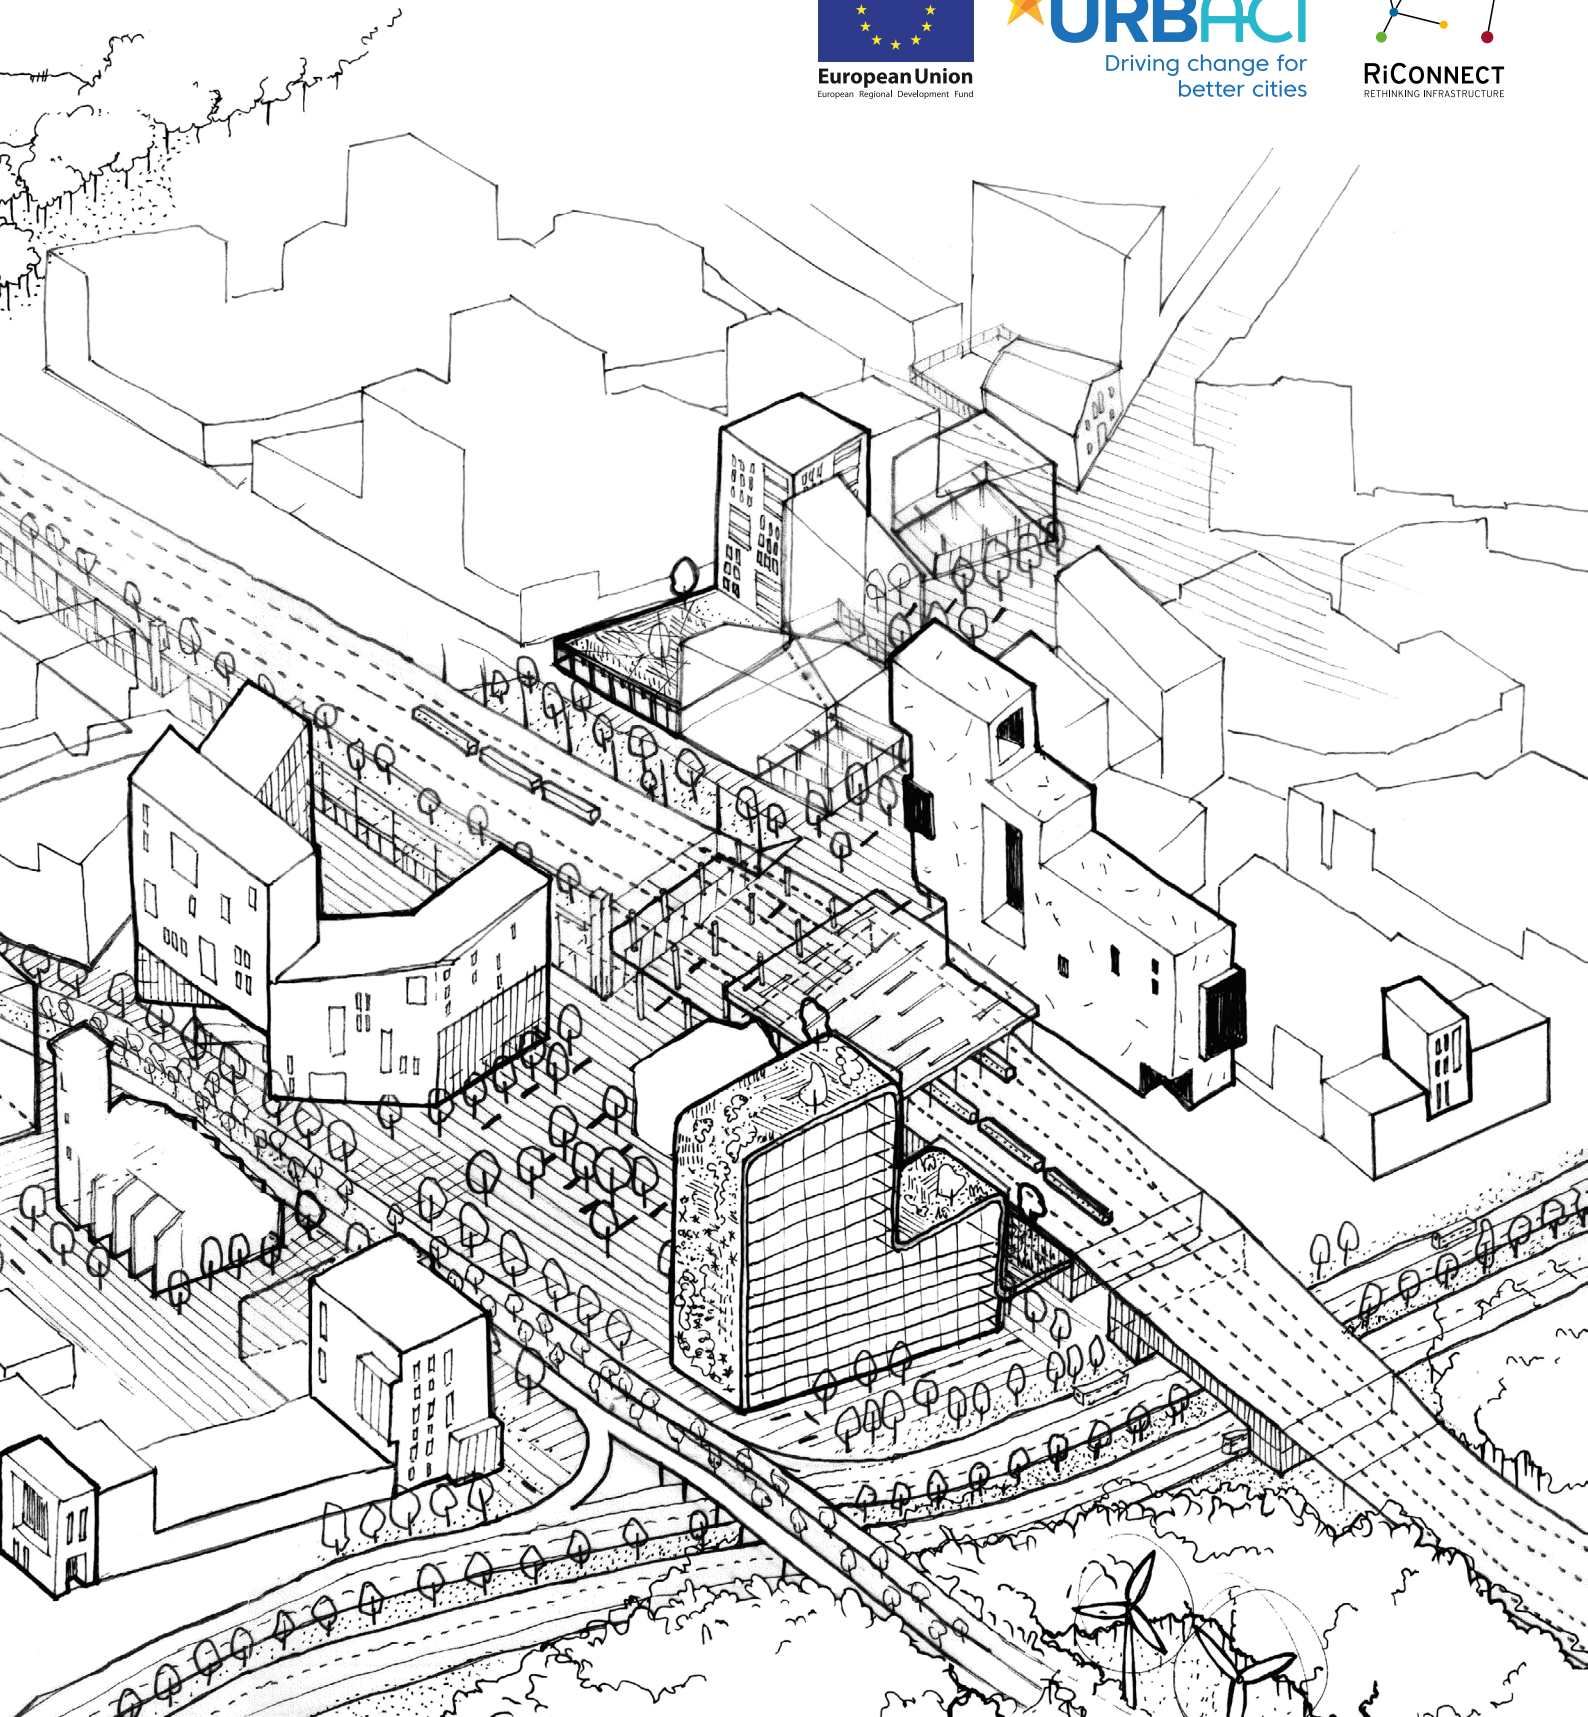 European Union
European Regional Development Fund
URBACT
Driving change for
better cities
RiCONNECT
RETHINKING INFRASTRUCTURE